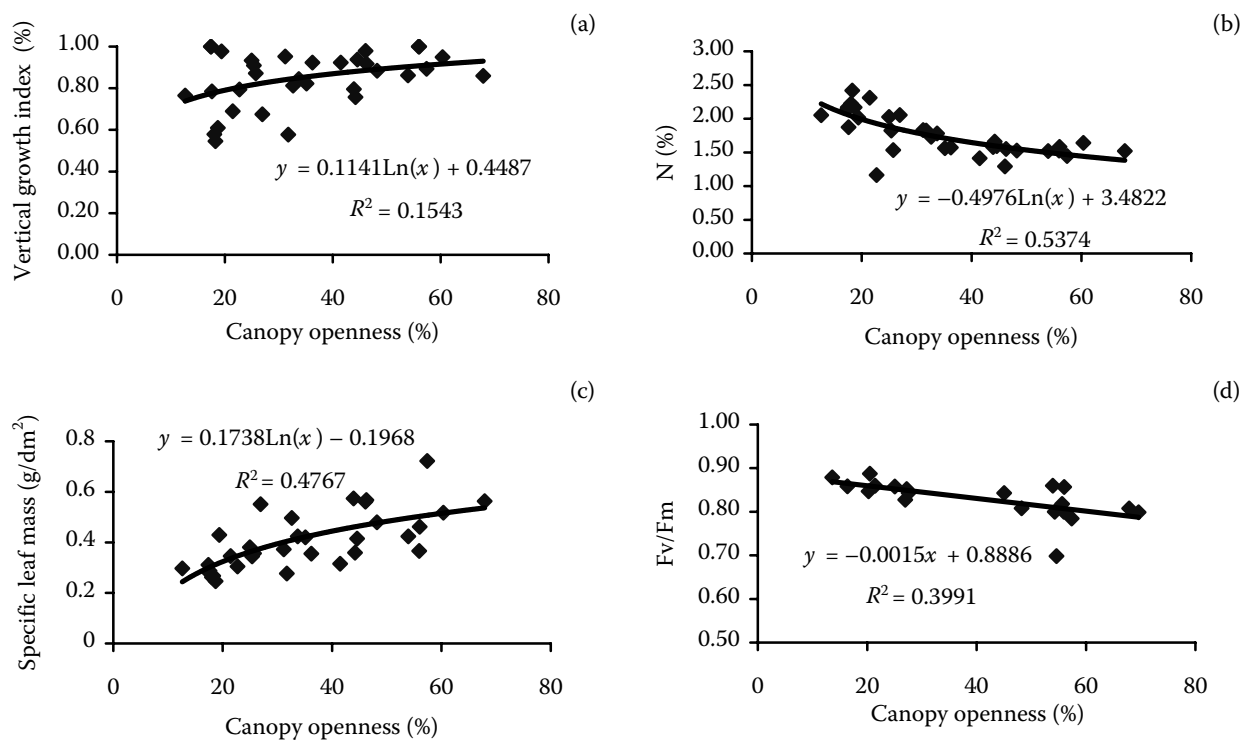 (a)
Vertical growth index (%)
1.00
0.80
0.60
0.40
0.20
0.00
y = 0.1141Ln(x) + 0.4487
R² = 0.1543
0 20 40 60 80
Canopy openness (%)
(b)
N (%)
3.00
2.50
2.00
1.50
1.00
0.50
0.00
y = −0.4976Ln(x) + 3.4822
R² = 0.5374
0 20 40 60 80
Canopy openness (%)
(c)
Specific leaf mass (g/dm²)
0.8
0.6
0.4
0.2
0
y = 0.1738Ln(x) – 0.1968
R² = 0.4767
0 20 40 60 80
Canopy openness (%)
(d)
Fv/Fm
1.00
0.90
0.80
0.70
0.60
0.50
y = −0.0015x + 0.8886
R² = 0.3991
0 20 40 60 80
Canopy openness (%)